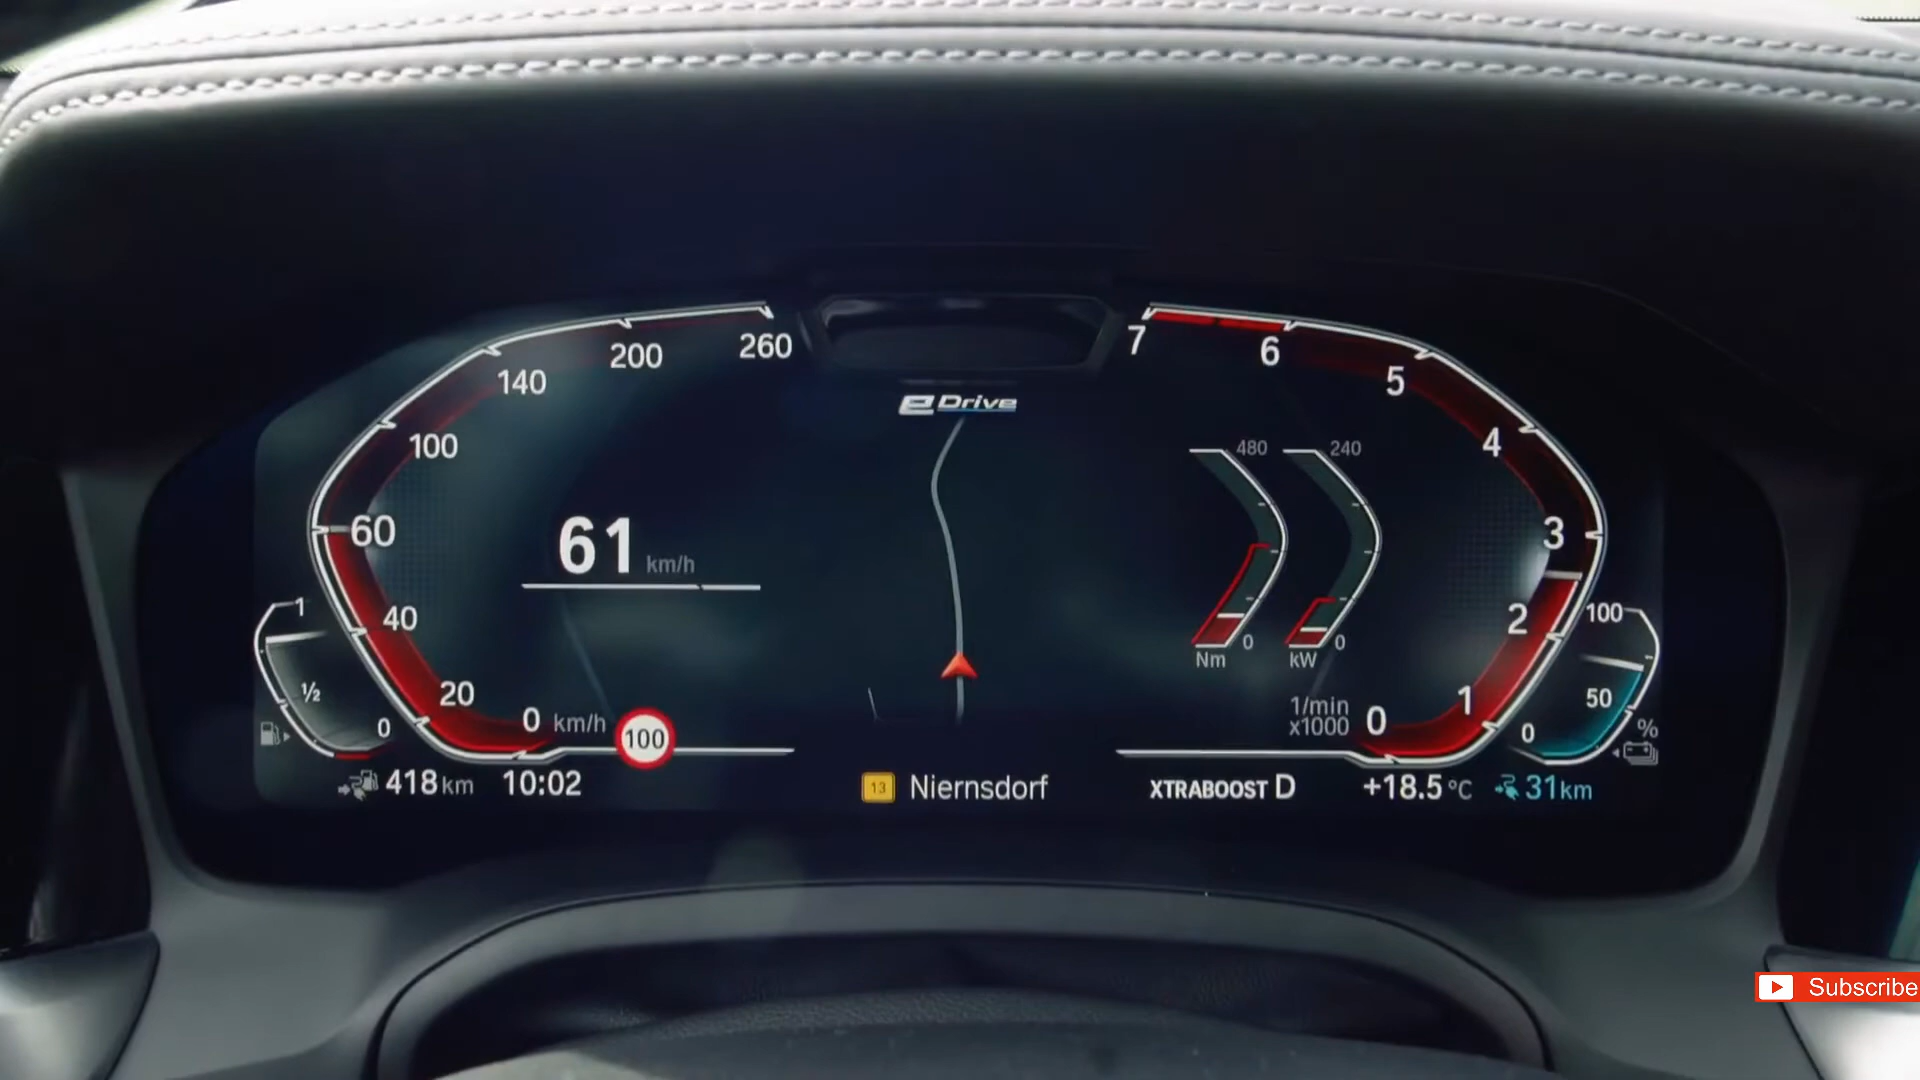 260
200
140
100
60
40
20
0 km/h
61 km/h
100
1
½
0
418 km
10:02
eDrive
13 Niernsdorf
7
6
5
4
3
2
1
0
1/min
x1000
480
0
Nm
240
0
kW
100
50
0
%
XTRABOOST D
+18.5 °C
31 km
Subscribe